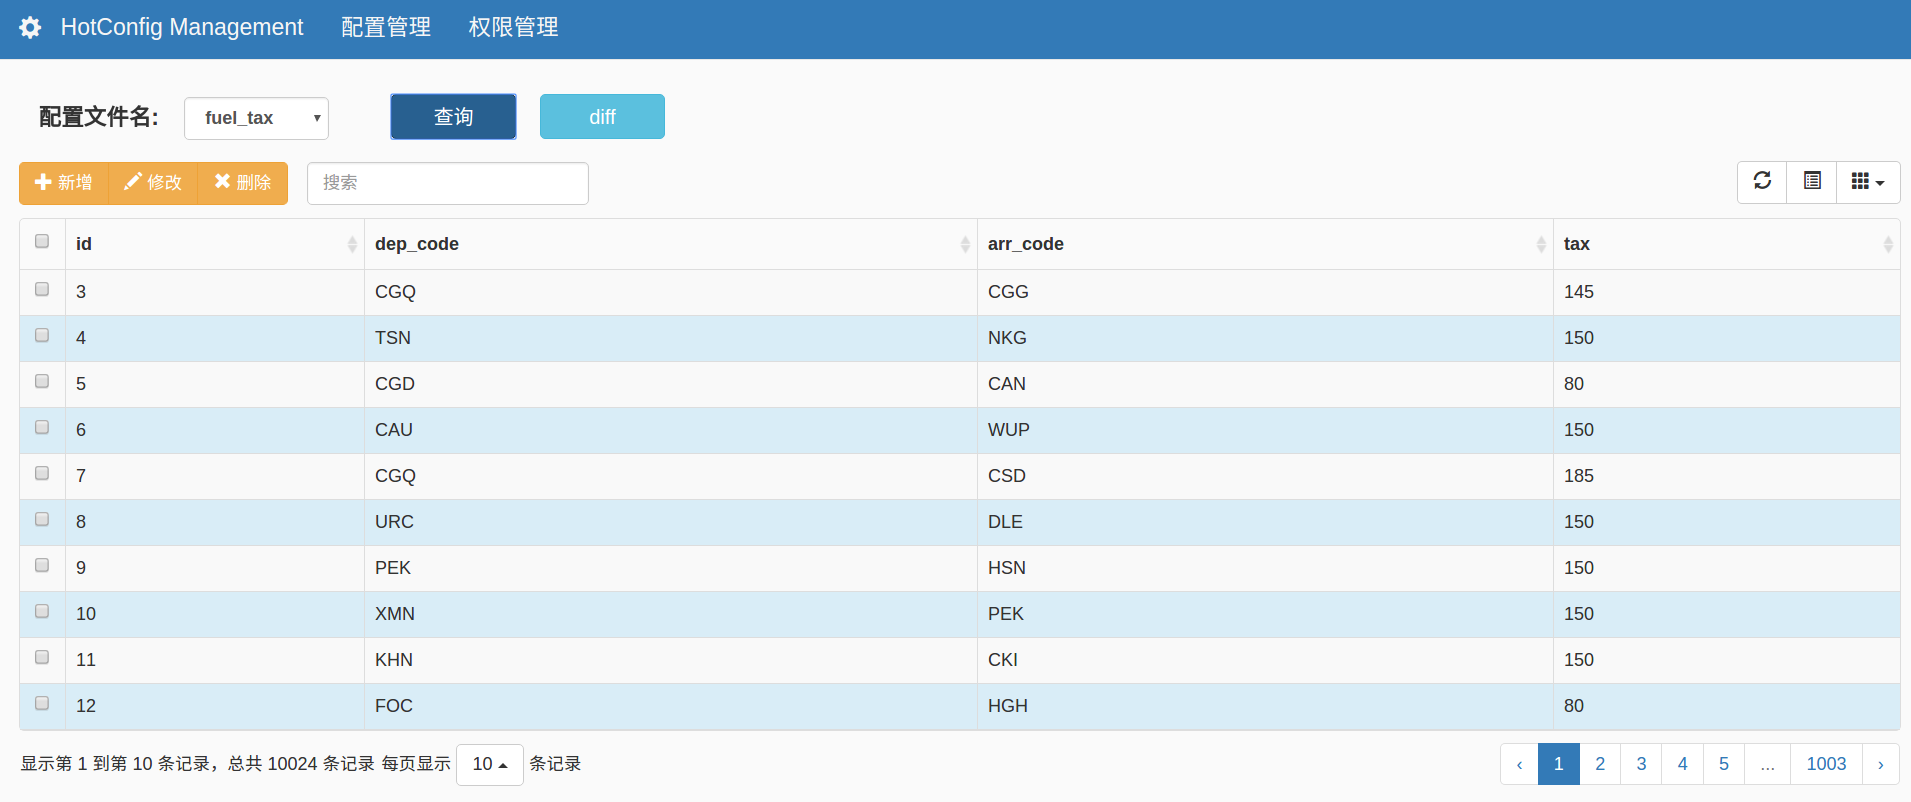 HotConfig Management 配置管理 权限管理
配置文件名: fuel_tax 查询 diff
新增 修改 删除 搜索
id dep_code arr_code tax
3 CGQ CGG 145
4 TSN NKG 150
5 CGD CAN 80
6 CAU WUP 150
7 CGQ CSD 185
8 URC DLE 150
9 PEK HSN 150
10 XMN PEK 150
11 KHN CKI 150
12 FOC HGH 80
显示第 1 到第 10 条记录，总共 10024 条记录 每页显示 10 条记录 ‹ 1 2 3 4 5 ... 1003 ›